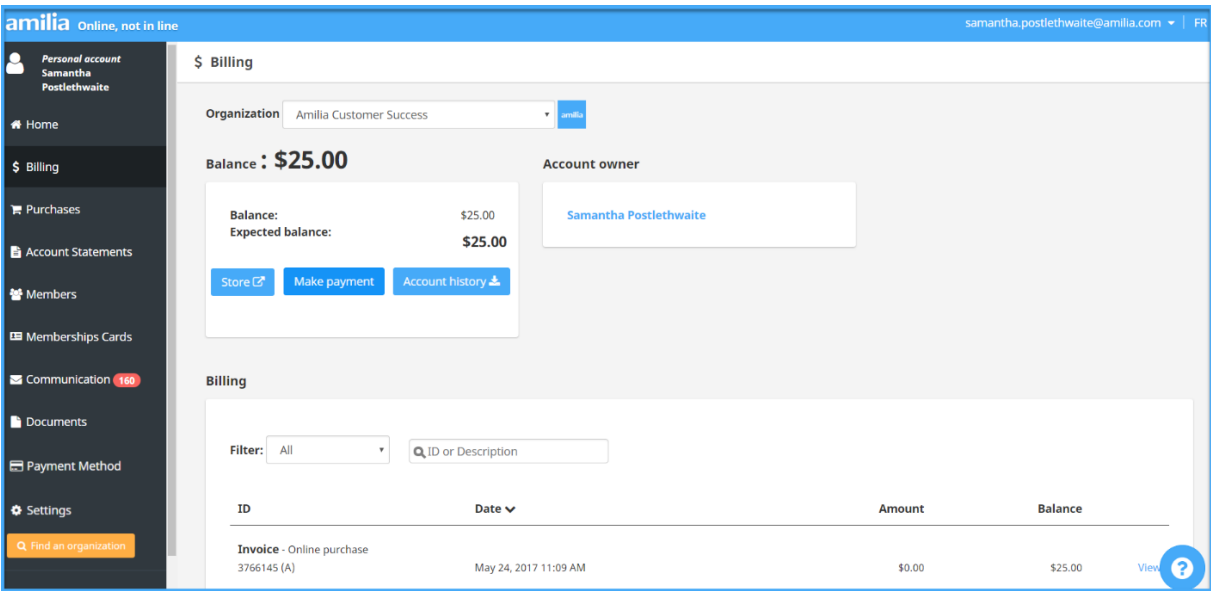 amilia Online, not in line
samantha.postlethwaite@amilia.com FR
Personal account
Samantha
Postlethwaite
Home
$ Billing
Purchases
Account Statements
Members
Memberships Cards
Communication 160
Documents
Payment Method
Settings
Find an organization
$ Billing
Organization Amilia Customer Success amilia
Balance : $25.00
Balance: $25.00
Expected balance: $25.00
Store Make payment Account history
Account owner
Samantha Postlethwaite
Billing
Filter: All ID or Description
ID Date Amount Balance
Invoice - Online purchase
3766145 (A) May 24, 2017 11:09 AM $0.00 $25.00 View
?